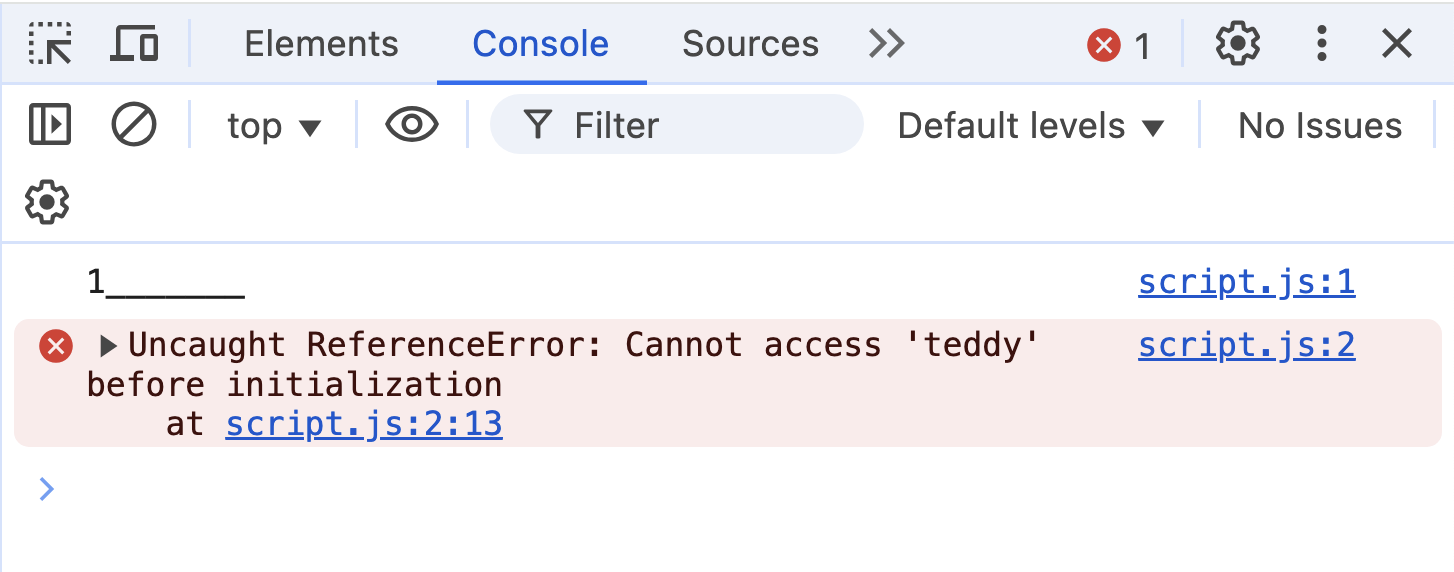 Elements Console Sources 1
top Filter Default levels No Issues
1_______ script.js:1
Uncaught ReferenceError: Cannot access 'teddy' script.js:2
before initialization
at script.js:2:13